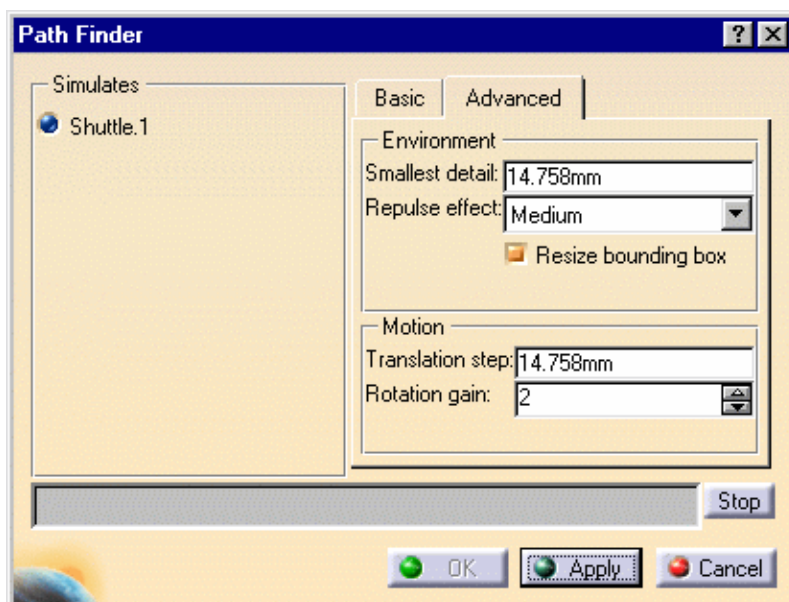 Path Finder
Simulates
Shuttle.1
Basic Advanced
Environment
Smallest detail: 14.758mm
Repulse effect: Medium
Resize bounding box
Motion
Translation step: 14.758mm
Rotation gain: 2
Stop
OK Apply Cancel